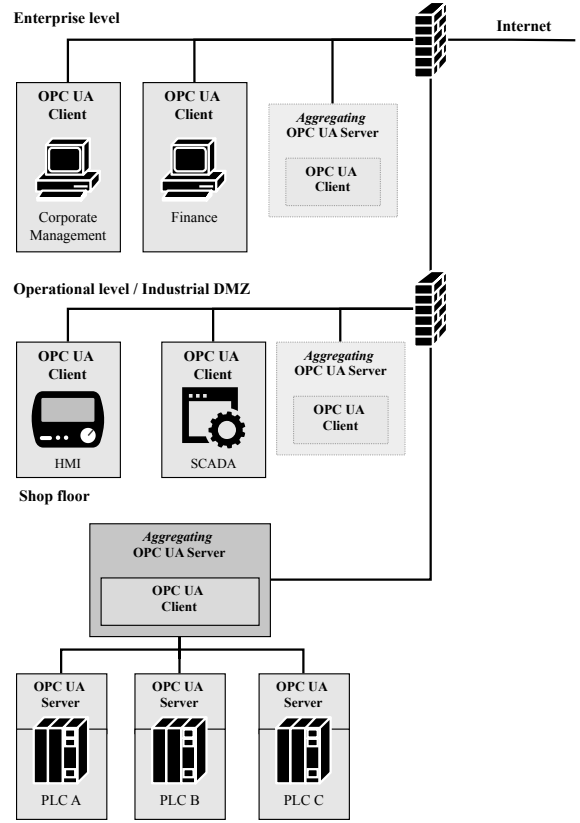 Enterprise level
Internet
OPC UA
Client
Corporate
Management
OPC UA
Client
Finance
Aggregating
OPC UA Server
OPC UA
Client
Operational level / Industrial DMZ
OPC UA
Client
HMI
OPC UA
Client
SCADA
Aggregating
OPC UA Server
OPC UA
Client
Shop floor
Aggregating
OPC UA Server
OPC UA
Client
OPC UA
Server
PLC A
OPC UA
Server
PLC B
OPC UA
Server
PLC C